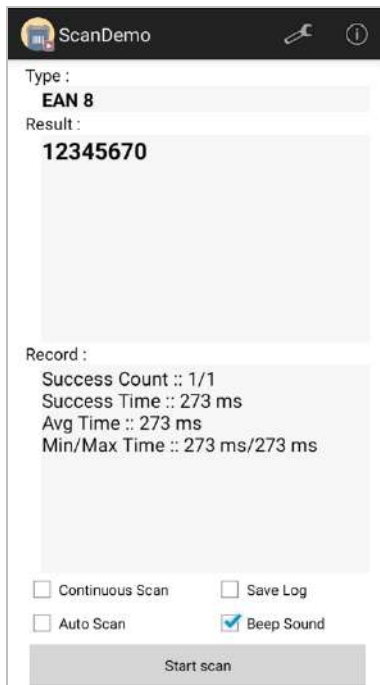 ScanDemo
Type :
EAN 8
Result :
12345670
Record :
Success Count :: 1/1
Success Time :: 273 ms
Avg Time :: 273 ms
Min/Max Time :: 273 ms/273 ms
Continuous Scan
Save Log
Auto Scan
Beep Sound
Start scan